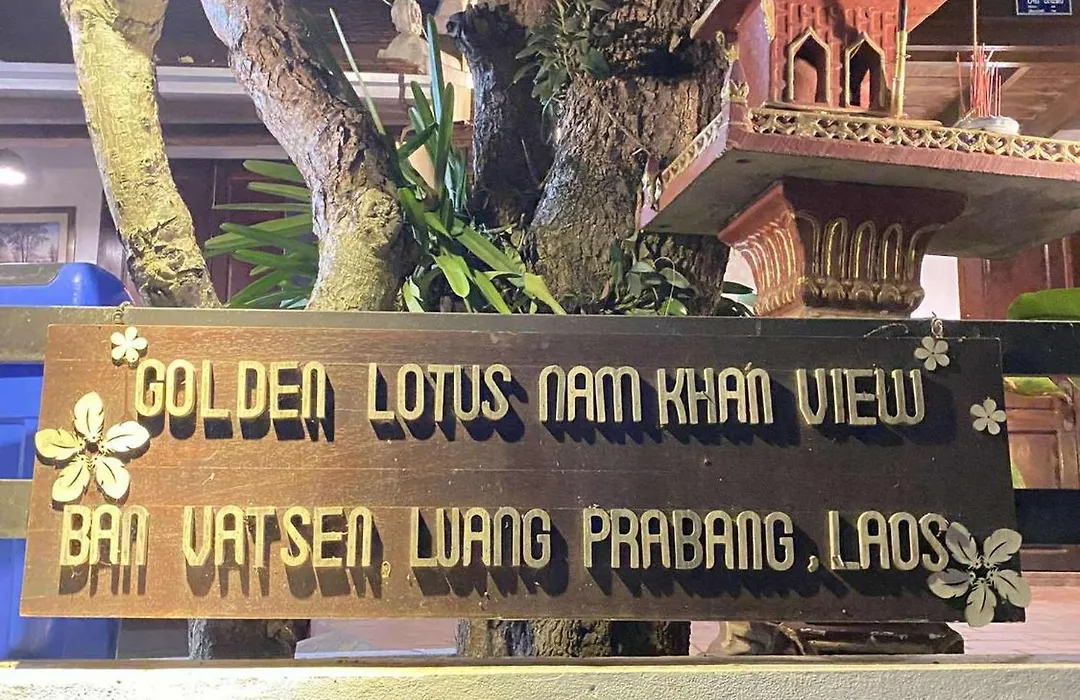 GOLDEN LOTUS NAM KHAN VIEW
BAN VATSEN, LUANG PRABANG, LAOS